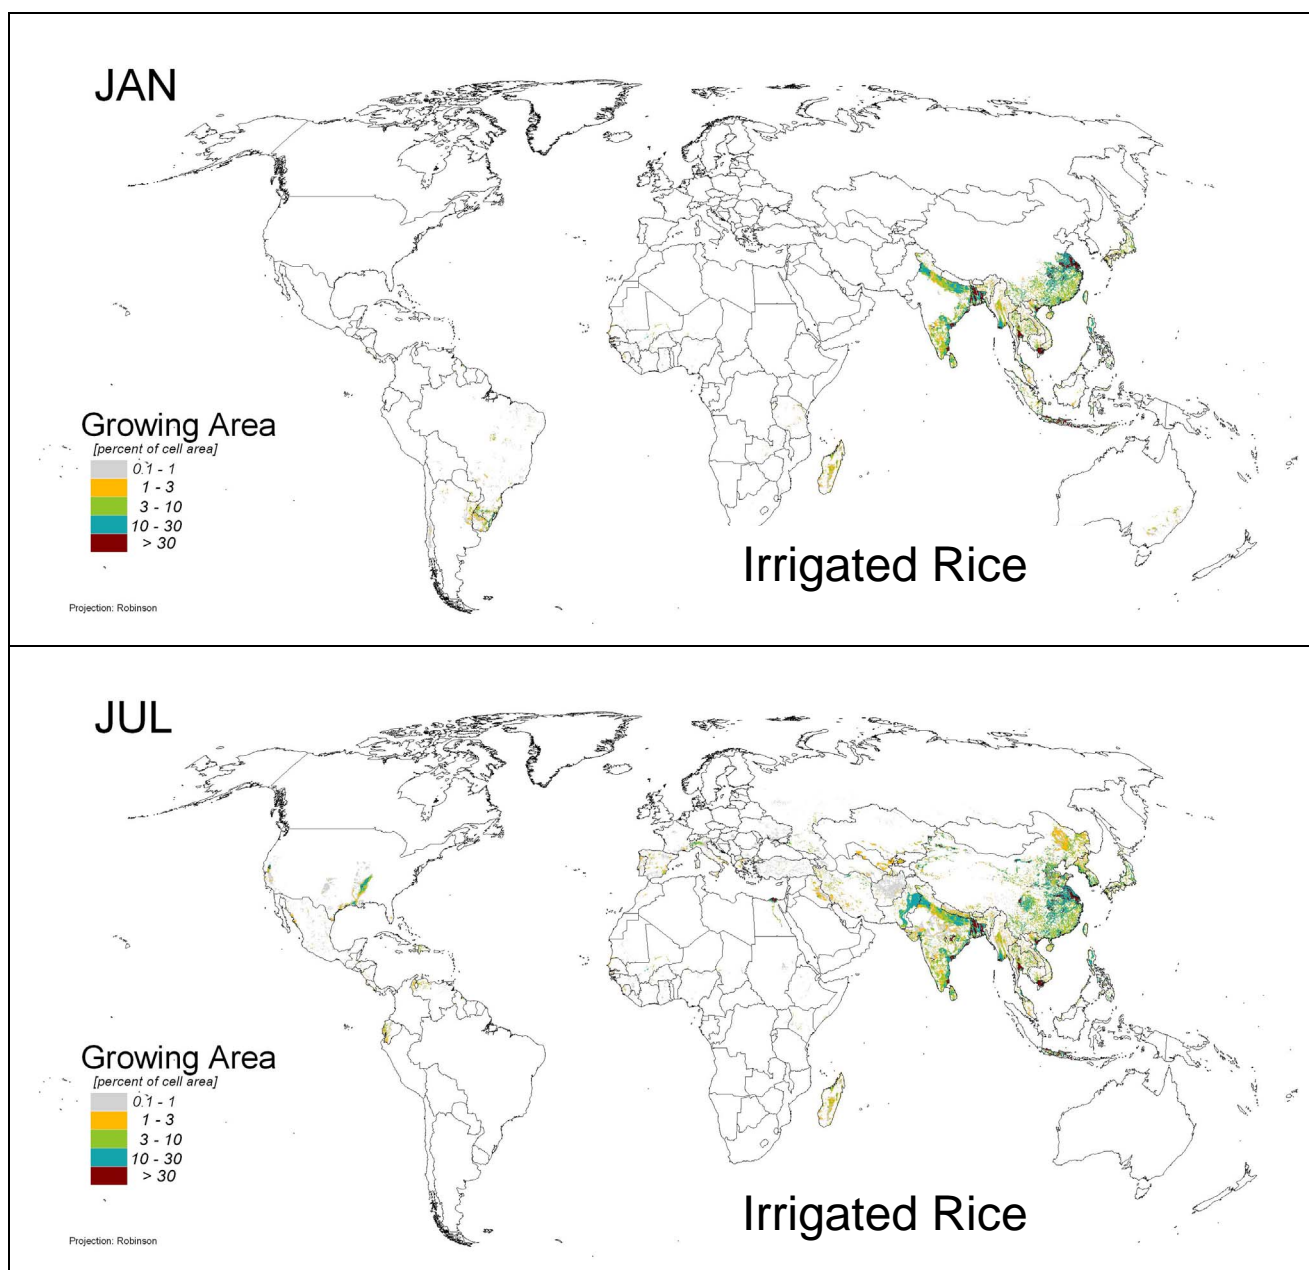 JAN
Growing Area
[percent of cell area]
0.1 - 1
1 - 3
3 - 10
10 - 30
> 30
Irrigated Rice
Projection: Robinson
JUL
Growing Area
[percent of cell area]
0.1 - 1
1 - 3
3 - 10
10 - 30
> 30
Irrigated Rice
Projection: Robinson